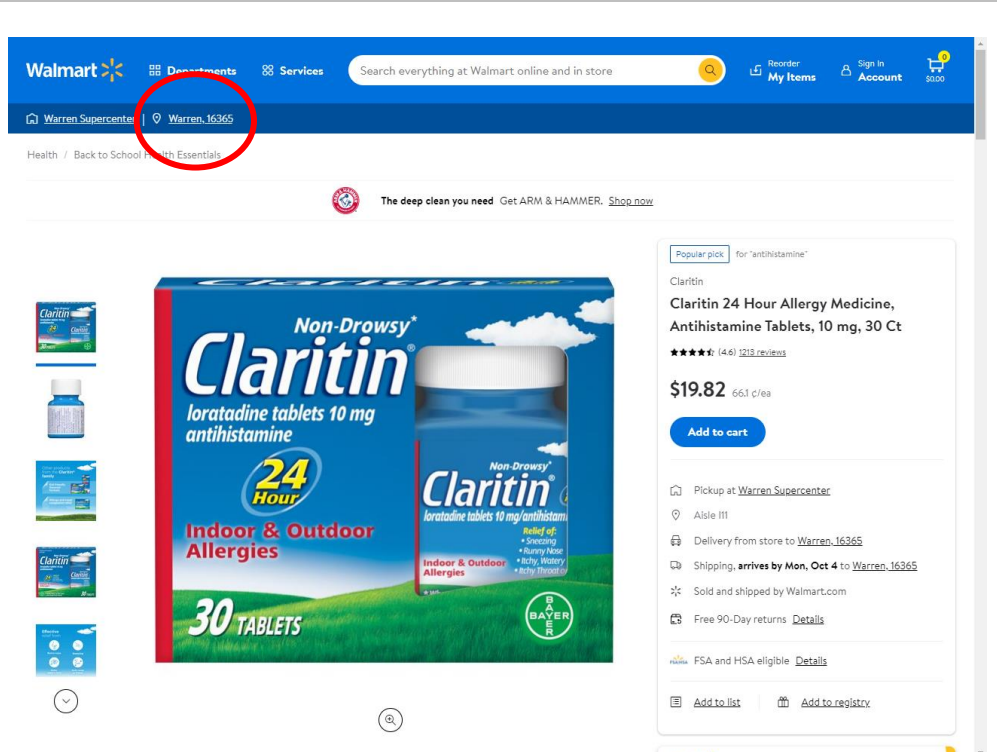 Walmart Departments Services Search everything at Walmart online and in store Reorder My Items Sign In Account 0 $0.00
Warren Supercenter | Warren, 16365
Health / Back to School Health Essentials
The deep clean you need Get ARM & HAMMER. Shop now
Popular pick for "antihistamine"
Claritin
Claritin 24 Hour Allergy Medicine,
Antihistamine Tablets, 10 mg, 30 Ct
(4.6) 1213 reviews
$19.82 66.1 ¢/ea
Add to cart
Pickup at Warren Supercenter
Aisle I11
Delivery from store to Warren, 16365
Shipping, arrives by Mon, Oct 4 to Warren, 16365
Sold and shipped by Walmart.com
Free 90-Day returns Details
FSA and HSA eligible Details
Add to list Add to registry
Claritin
Non-Drowsy*
Claritin®
loratadine tablets 10 mg
antihistamine
24
Hour
Indoor & Outdoor
Allergies
30 TABLETS
Non-Drowsy*
Claritin®
loratadine tablets 10 mg/antihistam
Relief of:
• Sneezing
• Runny Nose
• Itchy, Watery
• Itchy Throat
Indoor & Outdoor
Allergies
BAYER
BAYER
Claritin